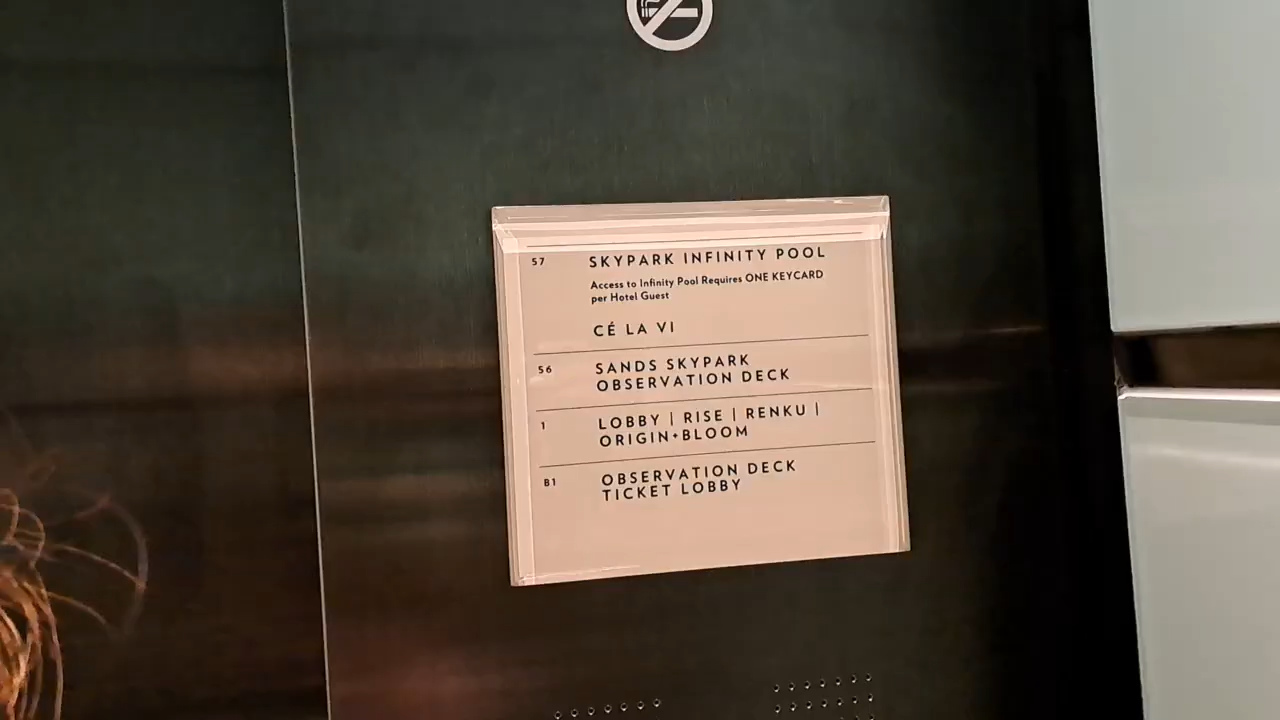 57 SKYPARK INFINITY POOL
Access to Infinity Pool Requires ONE KEYCARD
per Hotel Guest
CÉ LA VI
56 SANDS SKYPARK
OBSERVATION DECK
1 LOBBY | RISE | RENKU |
ORIGIN+BLOOM
B1 OBSERVATION DECK
TICKET LOBBY